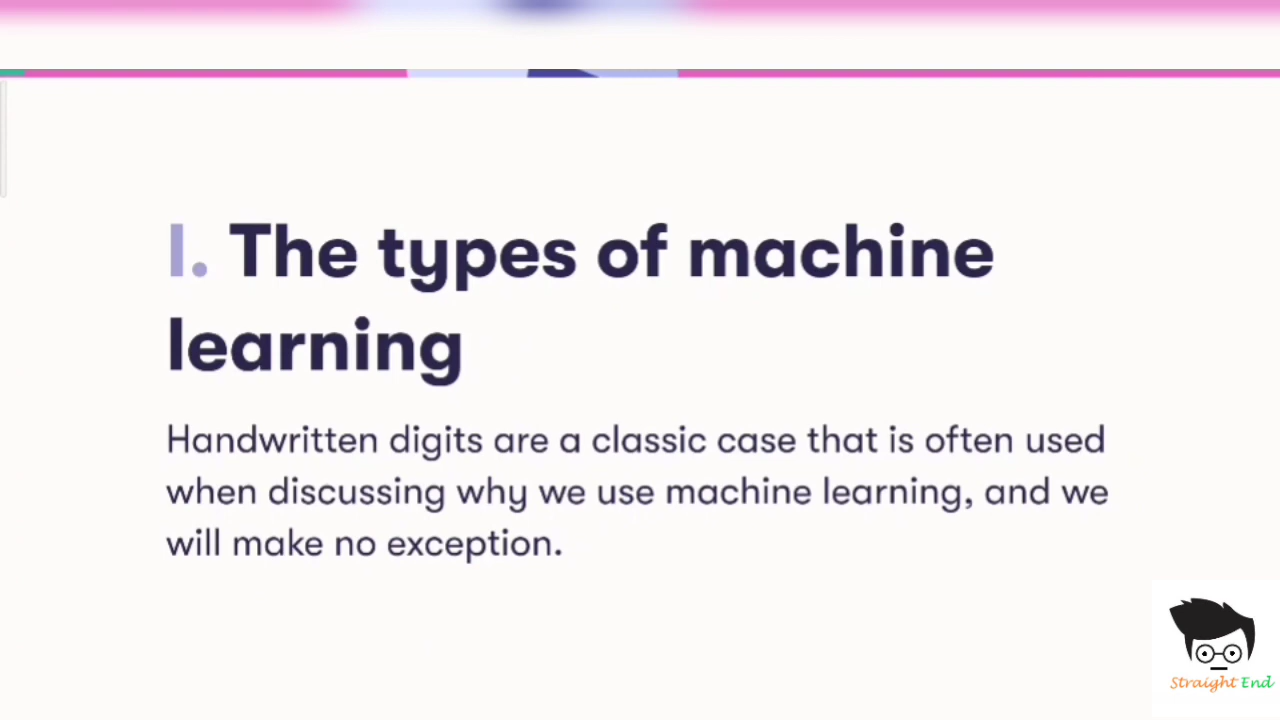 I. The types of machine
learning
Handwritten digits are a classic case that is often used
when discussing why we use machine learning, and we
will make no exception.
Straight End